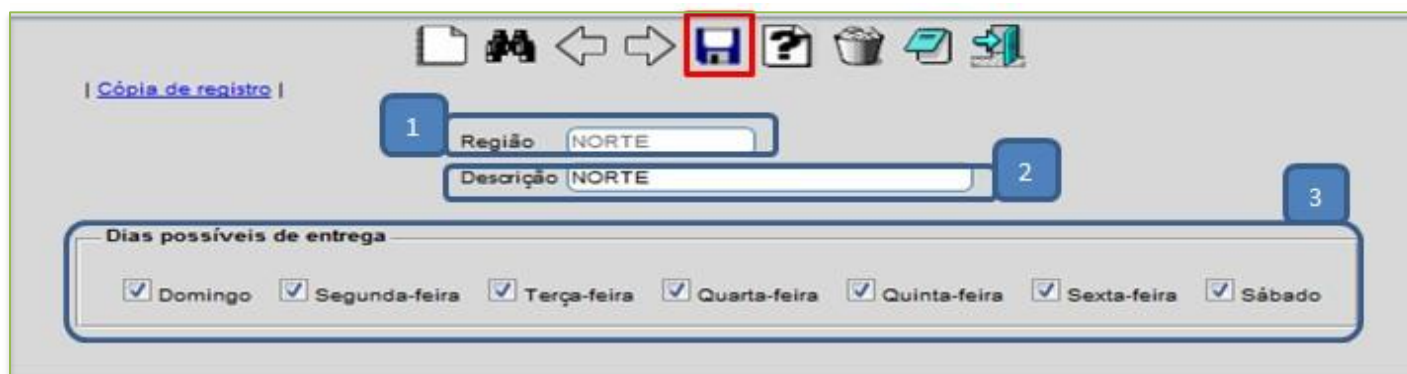 | Cópia de registro |
1
Região NORTE
Descrição NORTE
2
3
Dias possíveis de entrega
Domingo Segunda-feira Terça-feira Quarta-feira Quinta-feira Sexta-feira Sábado